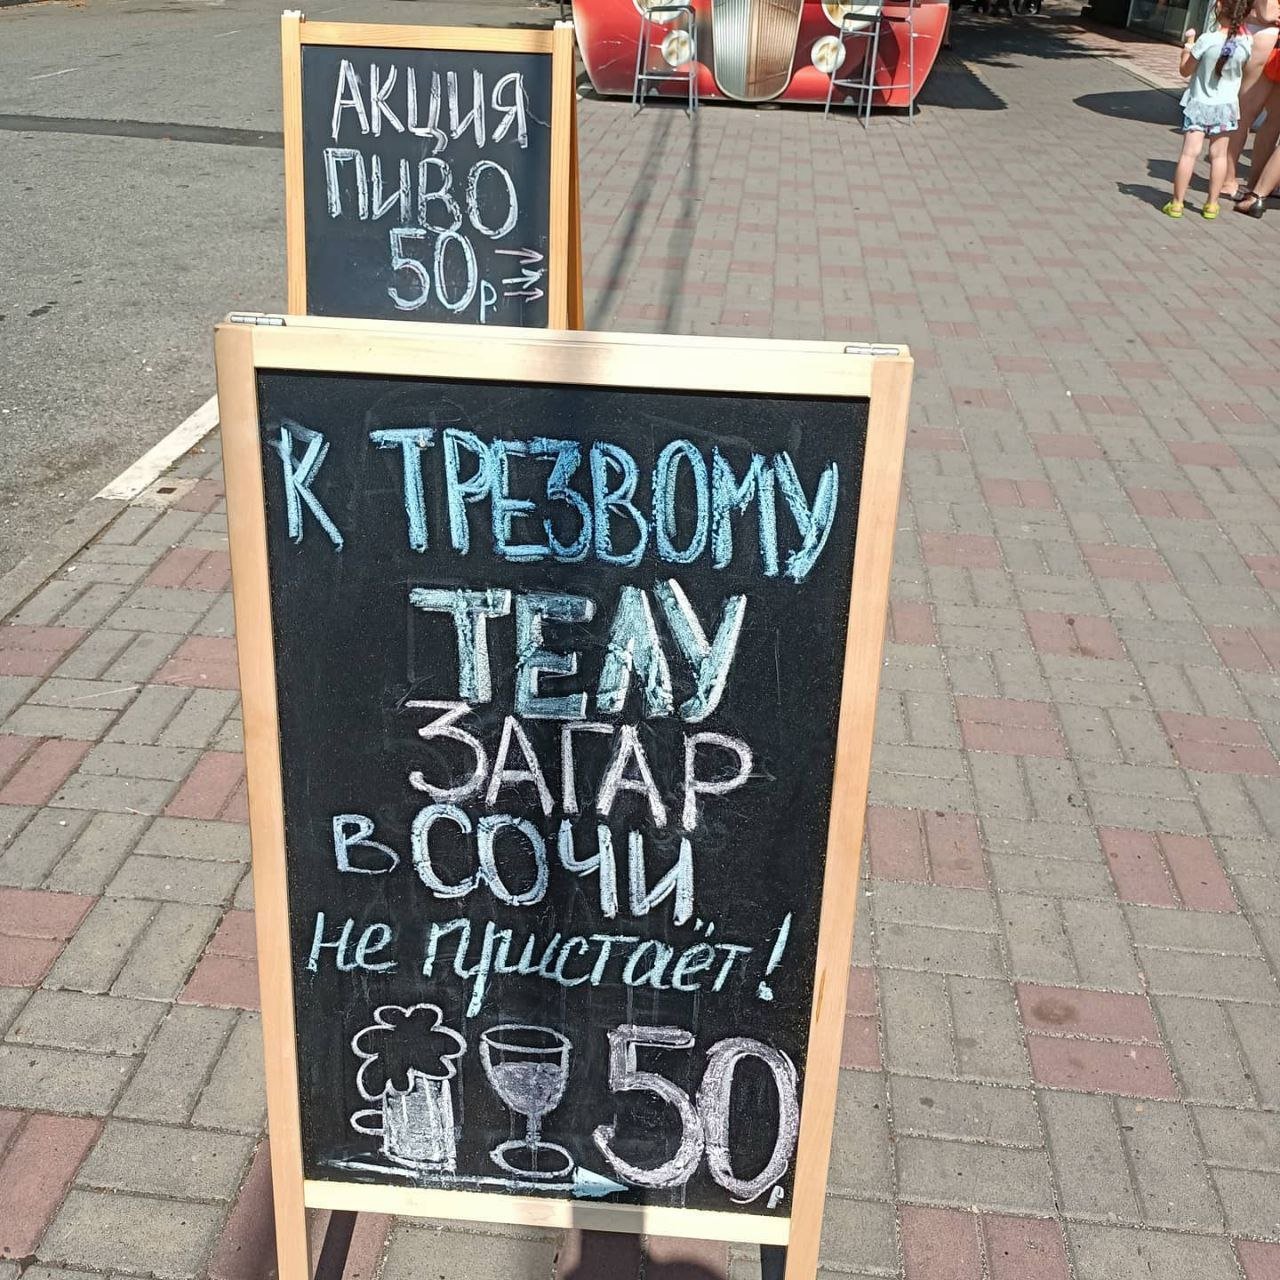 АКЦИЯ
ПИВО
50р.
К ТРЕЗВОМУ
ТЕЛУ
ЗАГАР
В СОЧИ
не пристаёт!
50р